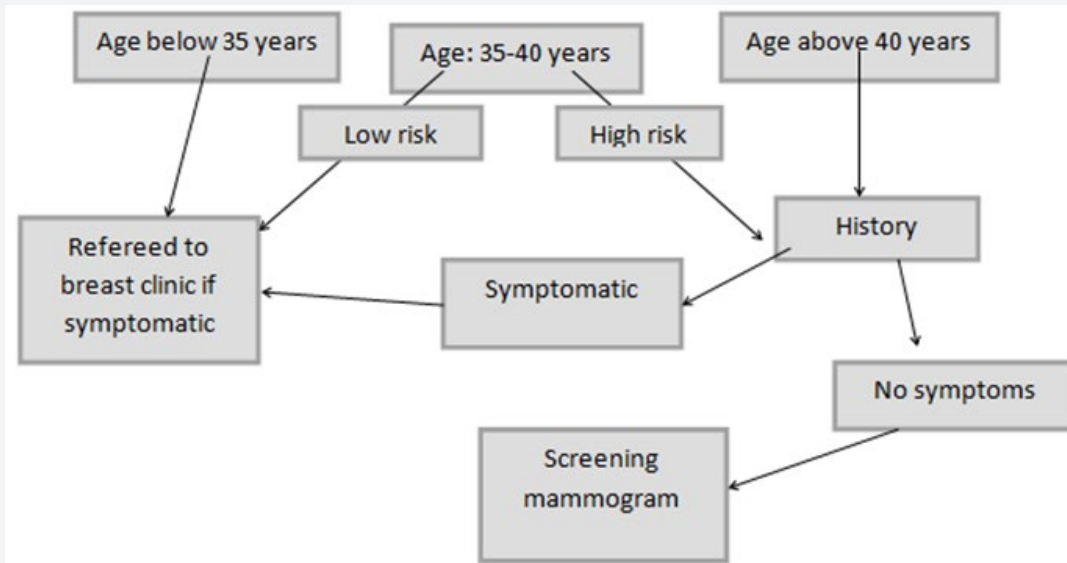 Age below 35 years
Age: 35-40 years
Age above 40 years
Low risk
High risk
Refereed to
breast clinic if
symptomatic
History
Symptomatic
No symptoms
Screening
mammogram